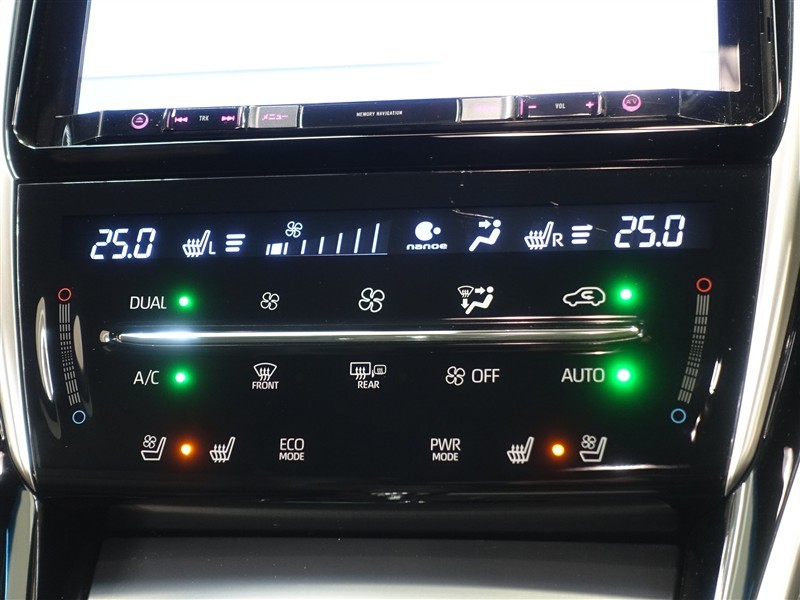 TRK メニュー MEMORY NAVIGATION − VOL + AV
25.0 L nanoe R 25.0
DUAL
A/C FRONT REAR OFF AUTO
ECO PWR
MODE MODE